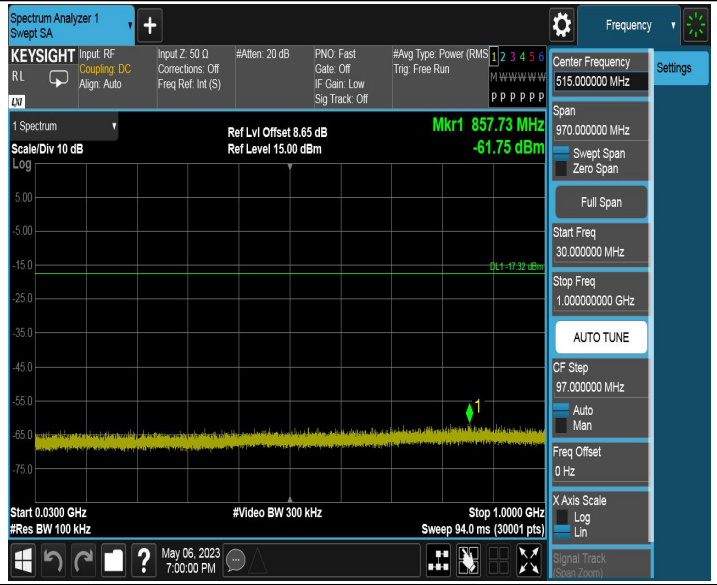 Spectrum Analyzer 1
Swept SA
+
Frequency
KEYSIGHT
RL
LXI
Input: RF
Coupling: DC
Align: Auto
Input Z: 50 Ω
Corrections: Off
Freq Ref: Int (S)
#Atten: 20 dB
PNO: Fast
Gate: Off
IF Gain: Low
Sig Track: Off
#Avg Type: Power (RMS
Trig: Free Run
1 2 3 4 5 6
M W W W W W
P P P P P P
1 Spectrum
Scale/Div 10 dB
Log
Ref Lvl Offset 8.65 dB
Ref Level 15.00 dBm
Mkr1 857.73 MHz
-61.75 dBm
5.00
-5.00
-15.0
-25.0
-35.0
-45.0
-55.0
-65.0
-75.0
DL1 -17.32 dBm
1
Start 0.0300 GHz
#Res BW 100 kHz
#Video BW 300 kHz
Stop 1.0000 GHz
Sweep 94.0 ms (30001 pts)
?
May 06, 2023
7:00:00 PM
Center Frequency
515.000000 MHz
Span
970.000000 MHz
Swept Span
Zero Span
Full Span
Start Freq
30.000000 MHz
Stop Freq
1.000000000 GHz
AUTO TUNE
CF Step
97.000000 MHz
Auto
Man
Freq Offset
0 Hz
X Axis Scale
Log
Lin
Signal Track
(Span Zoom)
Settings